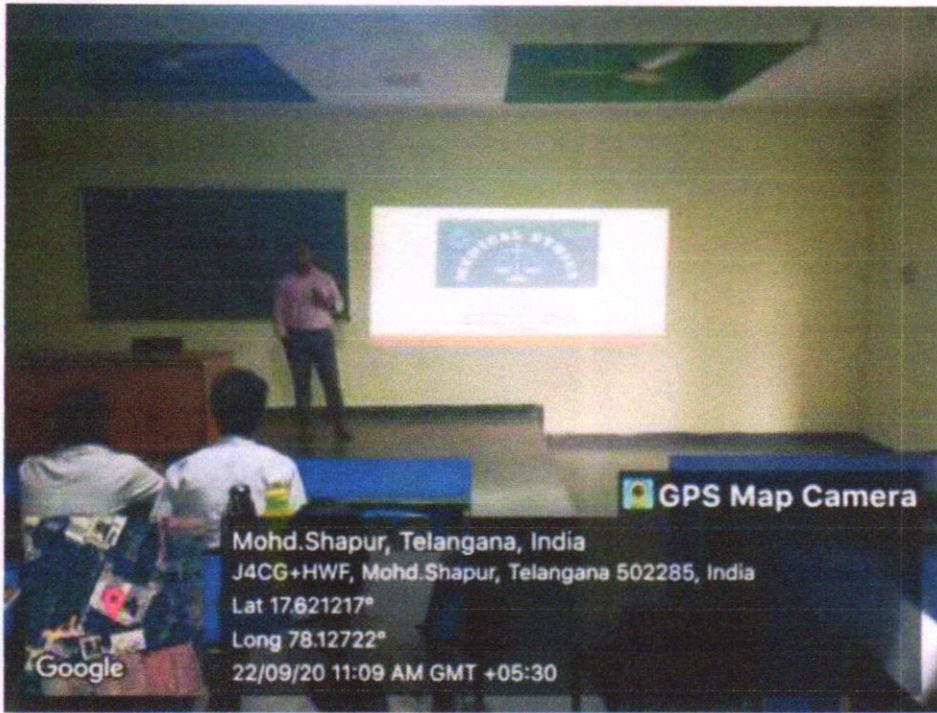 MEDICAL ETHICS
GPS Map Camera
Mohd.Shapur, Telangana, India
J4CG+HWF, Mohd.Shapur, Telangana 502285, India
Lat 17.621217°
Long 78.12722°
22/09/20 11:09 AM GMT +05:30
Google